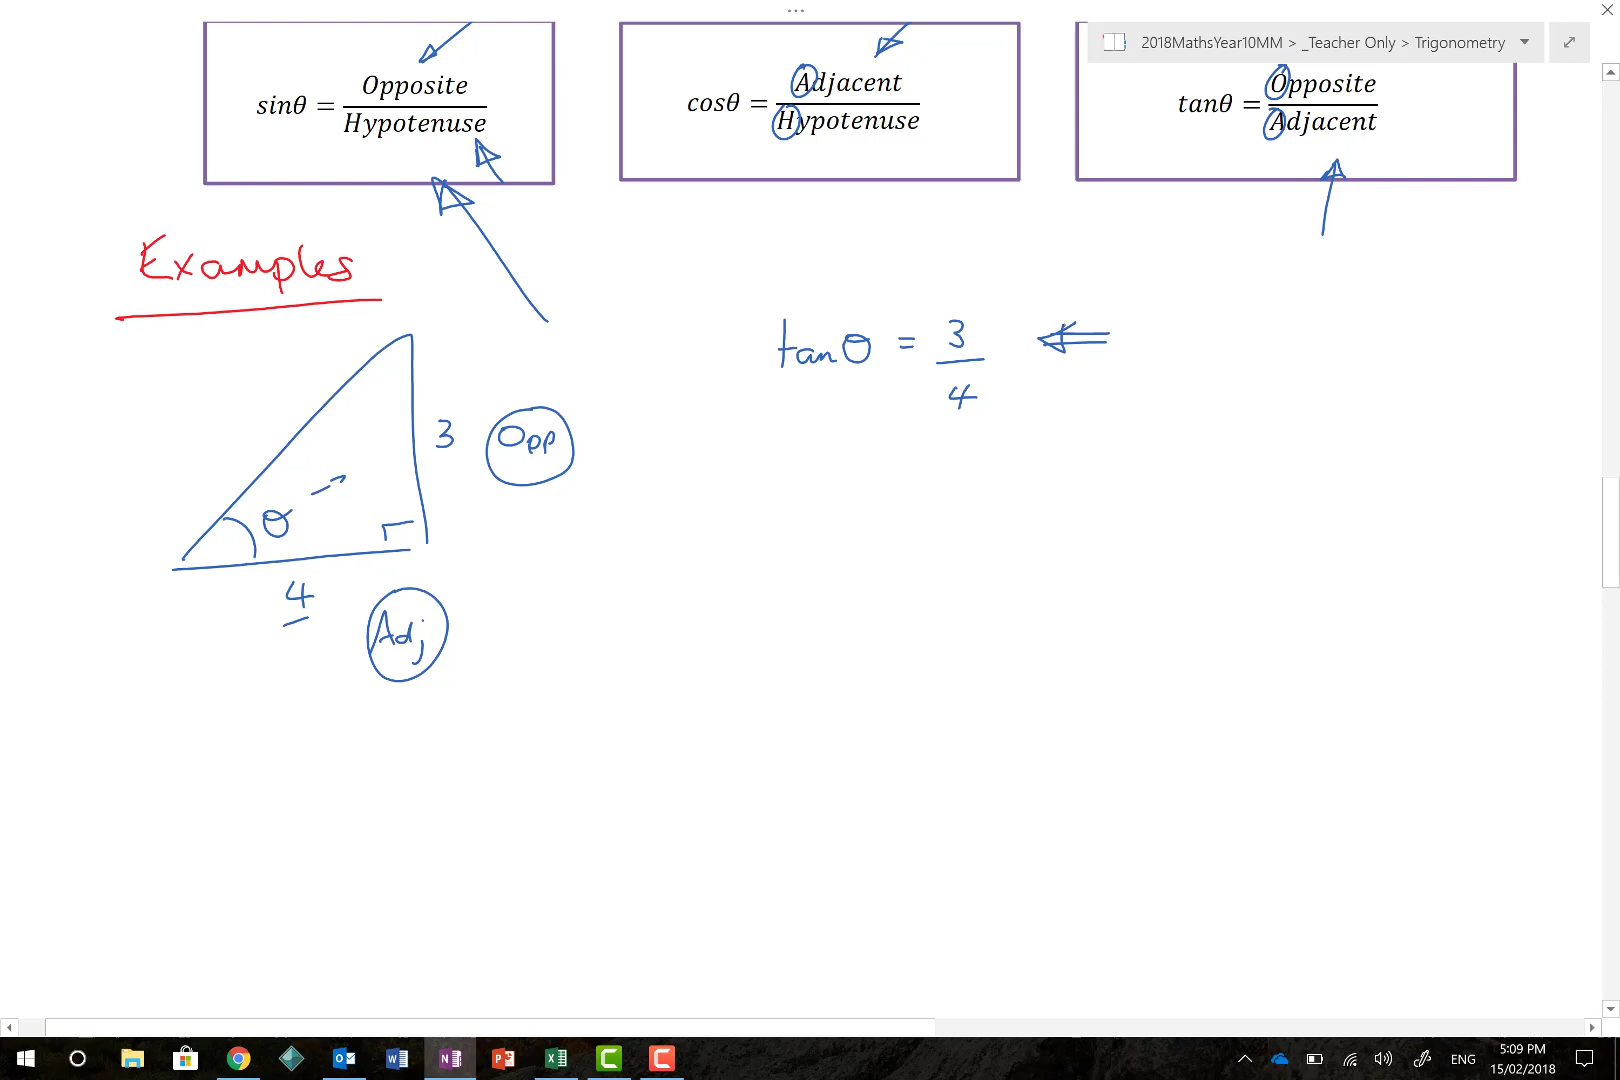 2018MathsYear10MM > _Teacher Only > Trigonometry
sinθ = Opposite / Hypotenuse
cosθ = Adjacent / Hypotenuse
tanθ = Opposite / Adjacent
Examples
tanθ = 3 / 4
3 Opp
θ
4
Adj
ENG
5:09 PM
15/02/2018